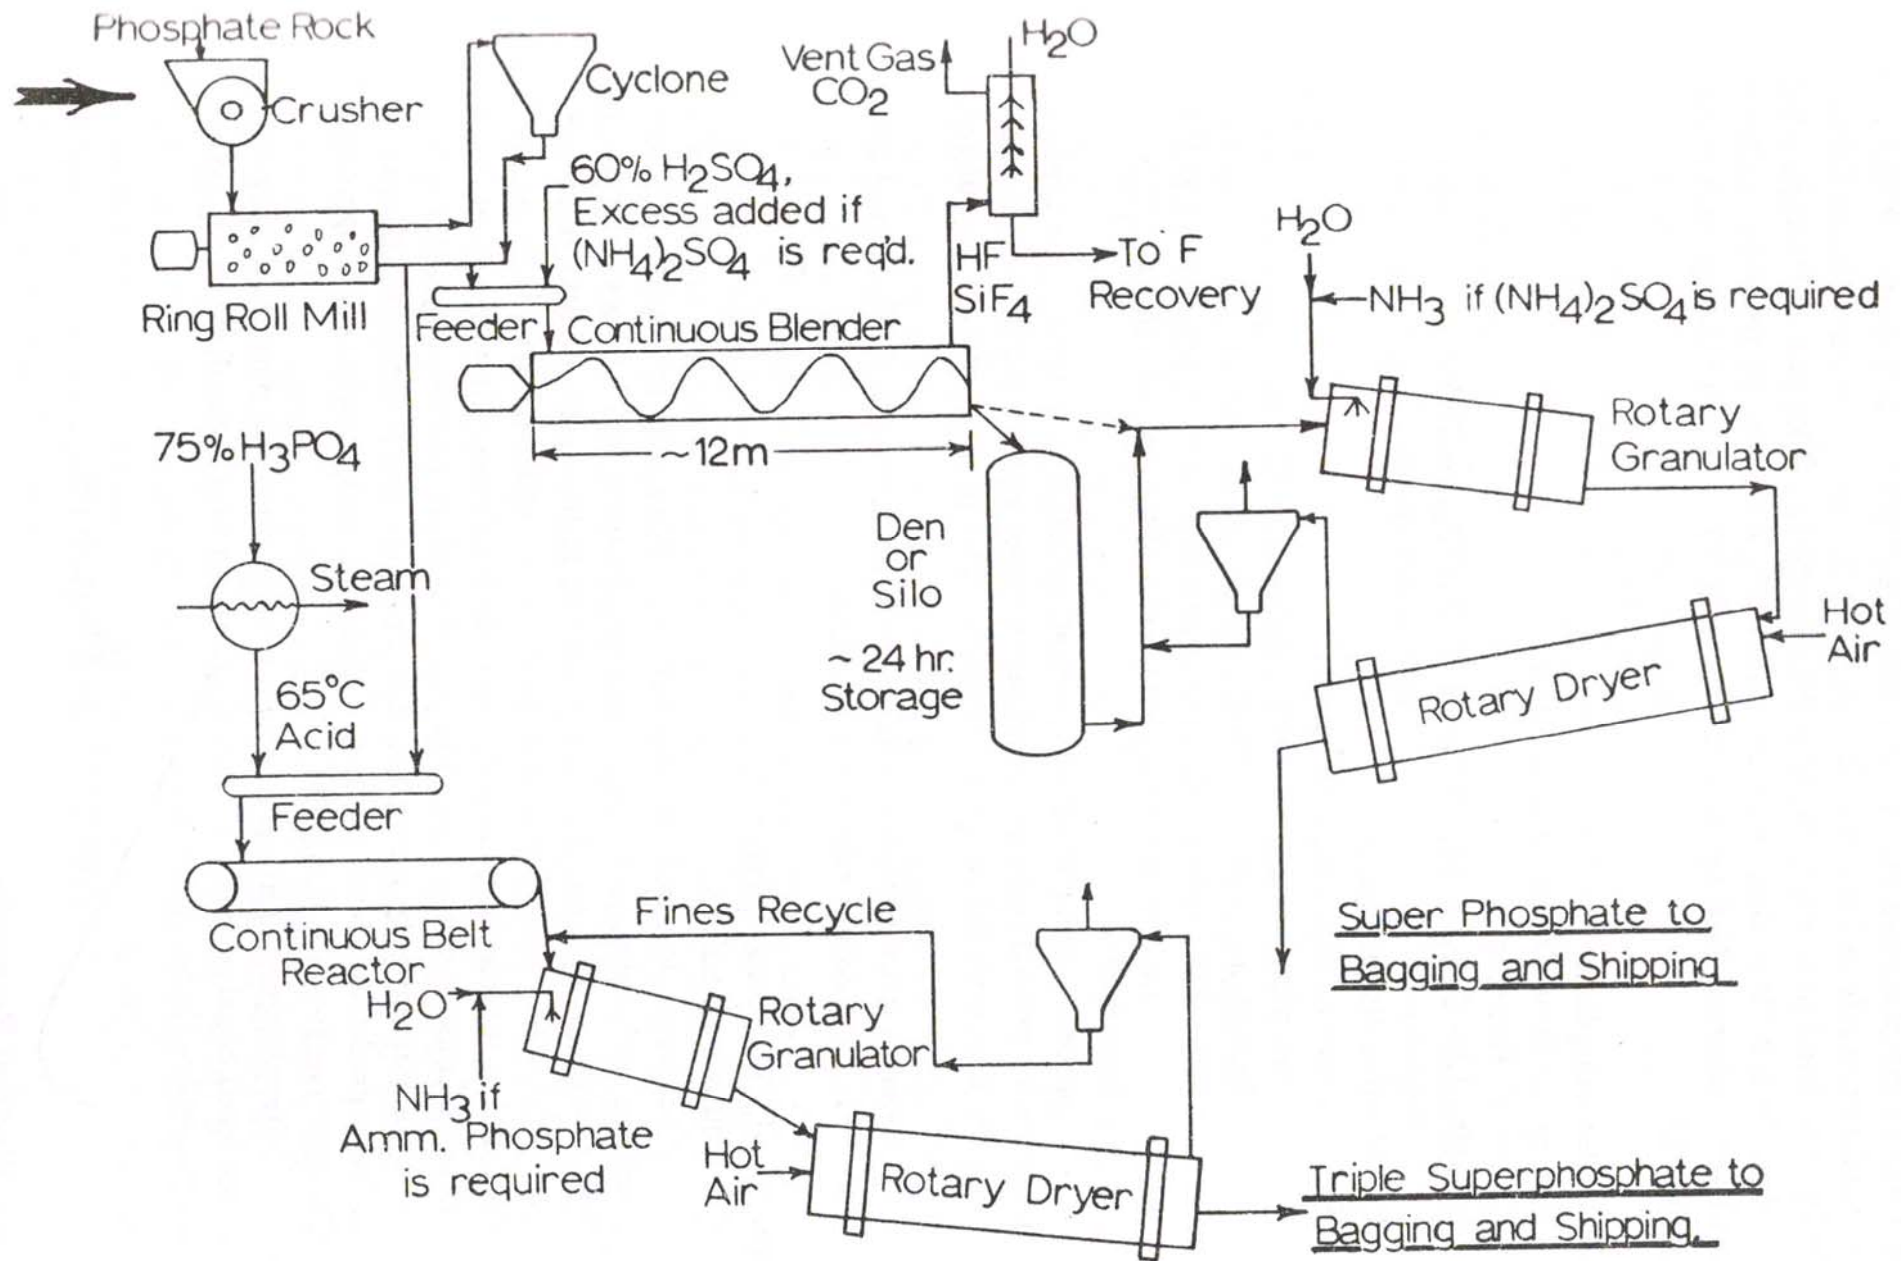 Phosphate Rock
Crusher
Cyclone
Vent Gas
CO2
H2O
60% H2SO4,
Excess added if
(NH4)2SO4 is req'd.
HF
SiF4
To F
Recovery
H2O
NH3 if (NH4)2SO4 is required
Ring Roll Mill
Feeder
Continuous Blender
~12m
Rotary
Granulator
75% H3PO4
Steam
65°C
Acid
Den
or
Silo
~ 24 hr.
Storage
Hot
Air
Rotary Dryer
Feeder
Continuous Belt
Reactor
Fines Recycle
Super Phosphate to
Bagging and Shipping
H2O
NH3 if
Amm. Phosphate
is required
Rotary
Granulator
Hot
Air
Rotary Dryer
Triple Superphosphate to
Bagging and Shipping.